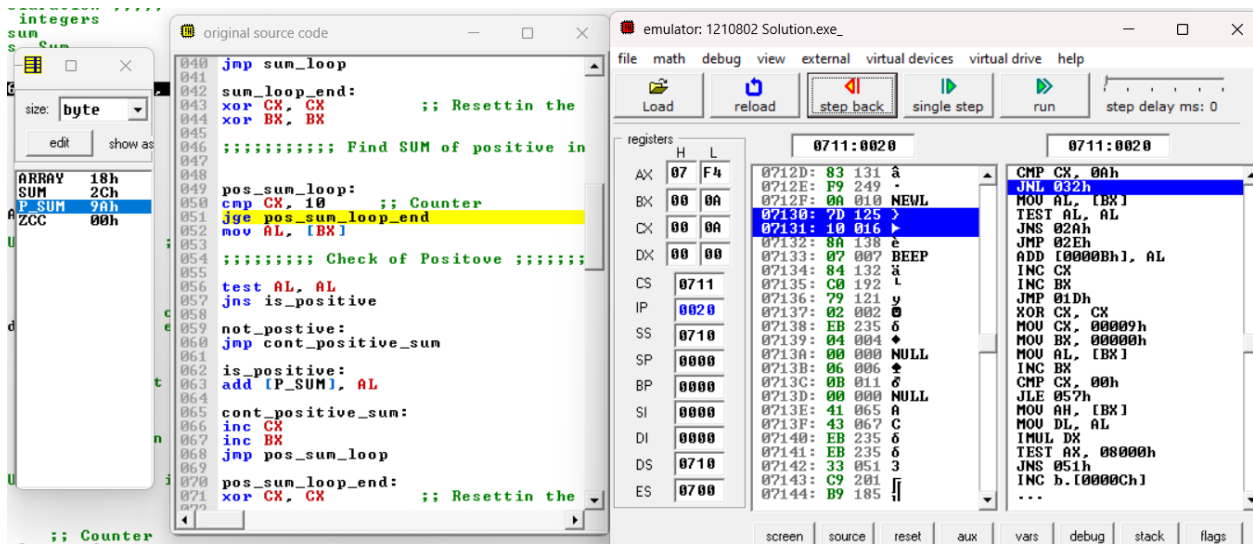 integers
sum
size: byte
edit show as
ARRAY 18h
SUM 2Ch
P_SUM 9Ah
ZCC 00h
;; Counter
original source code
040 jmp sum_loop
041
042 sum_loop_end:
043 xor CX, CX ;; Resettin the
044 xor BX, BX
045
046 ;;;;;;;;;;; Find SUM of positive in
047
048
049 pos_sum_loop:
050 cmp CX, 10 ;; Counter
051 jge pos_sum_loop_end
052 mov AL, [BX]
053
054 ;;;;;;;;; Check of Positove ;;;;;;;
055
056 test AL, AL
057 jns is_positive
058
059 not_postive:
060 jmp cont_positive_sum
061
062 is_positive:
063 add [P_SUM], AL
064
065 cont_positive_sum:
066 inc CX
067 inc BX
068 jmp pos_sum_loop
069
070 pos_sum_loop_end:
071 xor CX, CX ;; Resettin the
emulator: 1210802 Solution.exe_
file math debug view external virtual devices virtual drive help
Load reload step back single step run step delay ms: 0
registers
H L
AX 07 F4
BX 00 0A
CX 00 0A
DX 00 00
CS 0711
IP 0020
SS 0710
SP 0000
BP 0000
SI 0000
DI 0000
DS 0710
ES 0700
0711:0020
0712D: 83 131 â
0712E: F9 249 ·
0712F: 0A 010 NEWL
07130: 7D 125 }
07131: 10 016 ►
07132: 8A 138 è
07133: 07 007 BEEP
07134: 84 132 ä
07135: C0 192 └
07136: 79 121 y
07137: 02 002 ☻
07138: EB 235 δ
07139: 04 004 ♦
0713A: 00 000 NULL
0713B: 06 006 ♠
0713C: 0B 011 ♂
0713D: 00 000 NULL
0713E: 41 065 A
0713F: 43 067 C
07140: EB 235 δ
07141: EB 235 δ
07142: 33 051 3
07143: C9 201 ╔
07144: B9 185 ╣
0711:0020
CMP CX, 0Ah
JNL 032h
MOV AL, [BX]
TEST AL, AL
JNS 02Ah
JMP 02Eh
ADD [0000Bh], AL
INC CX
INC BX
JMP 01Dh
XOR CX, CX
MOV CX, 00009h
MOV BX, 00000h
MOV AL, [BX]
INC BX
CMP CX, 00h
JLE 057h
MOV AH, [BX]
MOV DL, AL
IMUL DX
TEST AX, 08000h
JNS 051h
INC b.[0000Ch]
...
screen source reset aux vars debug stack flags